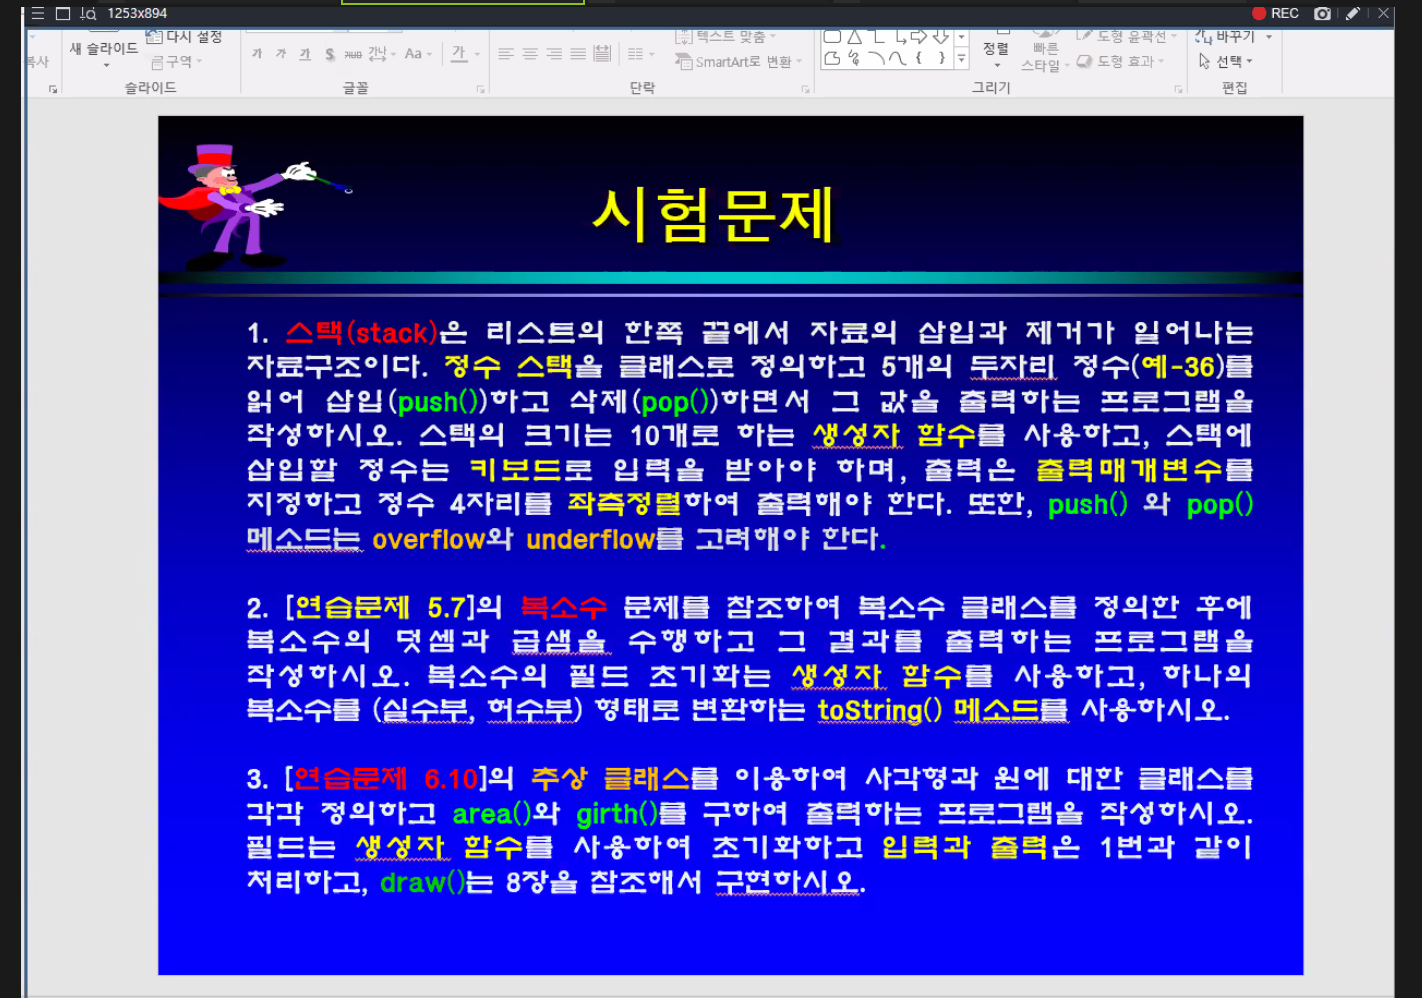 1253x894
REC
새 슬라이드
다시 설정
구역
슬라이드
가 가 가 S 가나 Aa 가
글꼴
단락
텍스트 맞춤
SmartArt로 변환
정렬
빠른
스타일
도형 윤곽선
도형 효과
그리기
바꾸기
선택
편집
시험문제
1. 스택(stack)은 리스트의 한쪽 끝에서 자료의 삽입과 제거가 일어나는
자료구조이다. 정수 스택을 클래스로 정의하고 5개의 두자리 정수(예-36)를
읽어 삽입(push())하고 삭제(pop())하면서 그 값을 출력하는 프로그램을
작성하시오. 스택의 크기는 10개로 하는 생성자 함수를 사용하고, 스택에
삽입할 정수는 키보드로 입력을 받아야 하며, 출력은 출력매개변수를
지정하고 정수 4자리를 좌측정렬하여 출력해야 한다. 또한, push() 와 pop()
메소드는 overflow와 underflow를 고려해야 한다.
2. [연습문제 5.7]의 복소수 문제를 참조하여 복소수 클래스를 정의한 후에
복소수의 덧셈과 곱샘을 수행하고 그 결과를 출력하는 프로그램을
작성하시오. 복소수의 필드 초기화는 생성자 함수를 사용하고, 하나의
복소수를 (실수부, 허수부) 형태로 변환하는 toString() 메소드를 사용하시오.
3. [연습문제 6.10]의 추상 클래스를 이용하여 사각형과 원에 대한 클래스를
각각 정의하고 area()와 girth()를 구하여 출력하는 프로그램을 작성하시오.
필드는 생성자 함수를 사용하여 초기화하고 입력과 출력은 1번과 같이
처리하고, draw()는 8장을 참조해서 구현하시오.